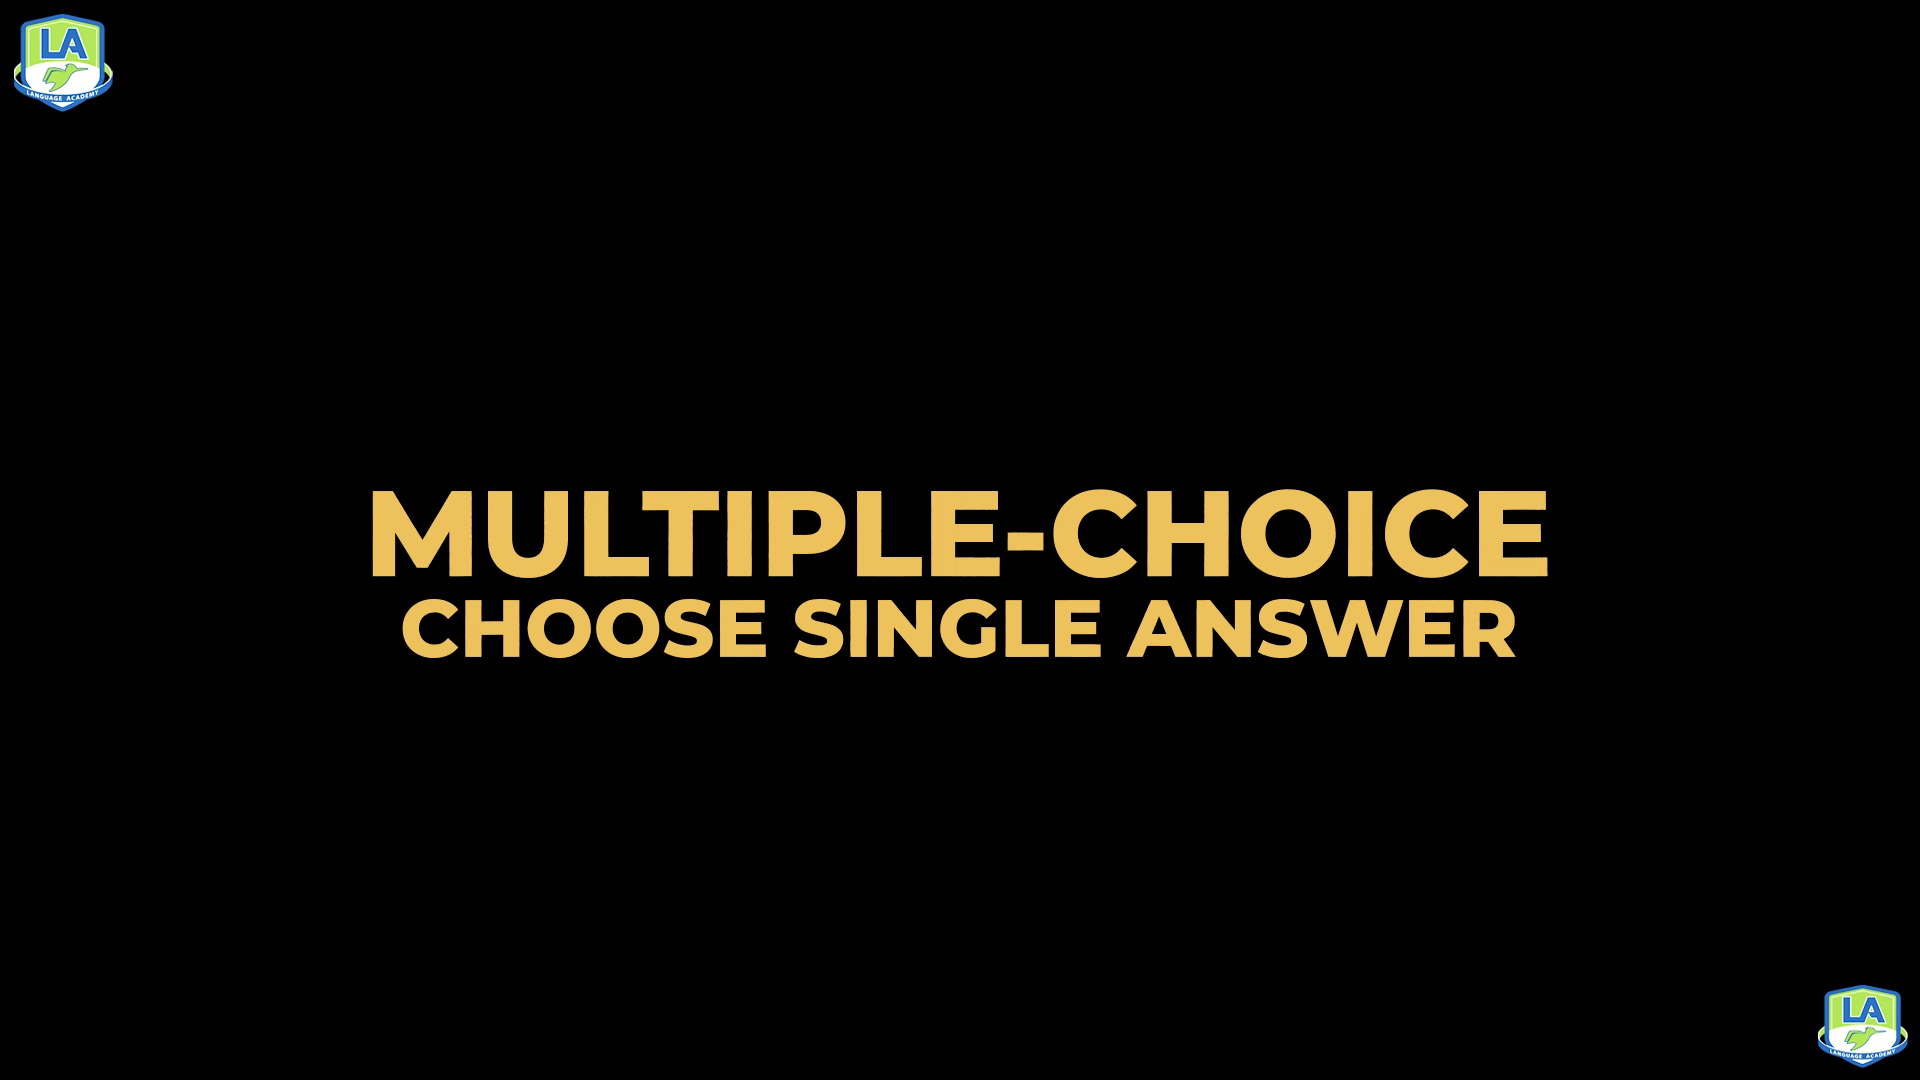 LA
LANGUAGE ACADEMY
MULTIPLE-CHOICE
CHOOSE SINGLE ANSWER
LA
LANGUAGE ACADEMY